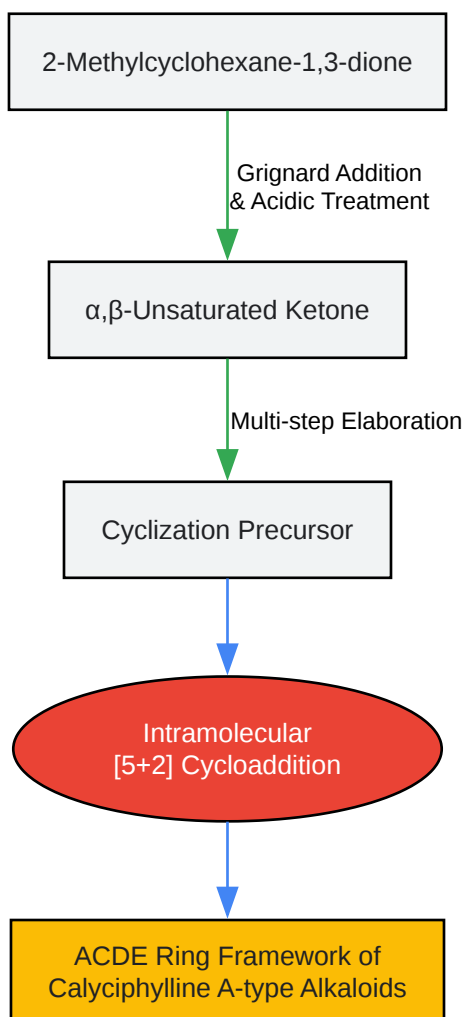 2-Methylcyclohexane-1,3-dione
Grignard Addition
& Acidic Treatment
α,β-Unsaturated Ketone
Multi-step Elaboration
Cyclization Precursor
Intramolecular
[5+2] Cycloaddition
ACDE Ring Framework of
Calyciphylline A-type Alkaloids